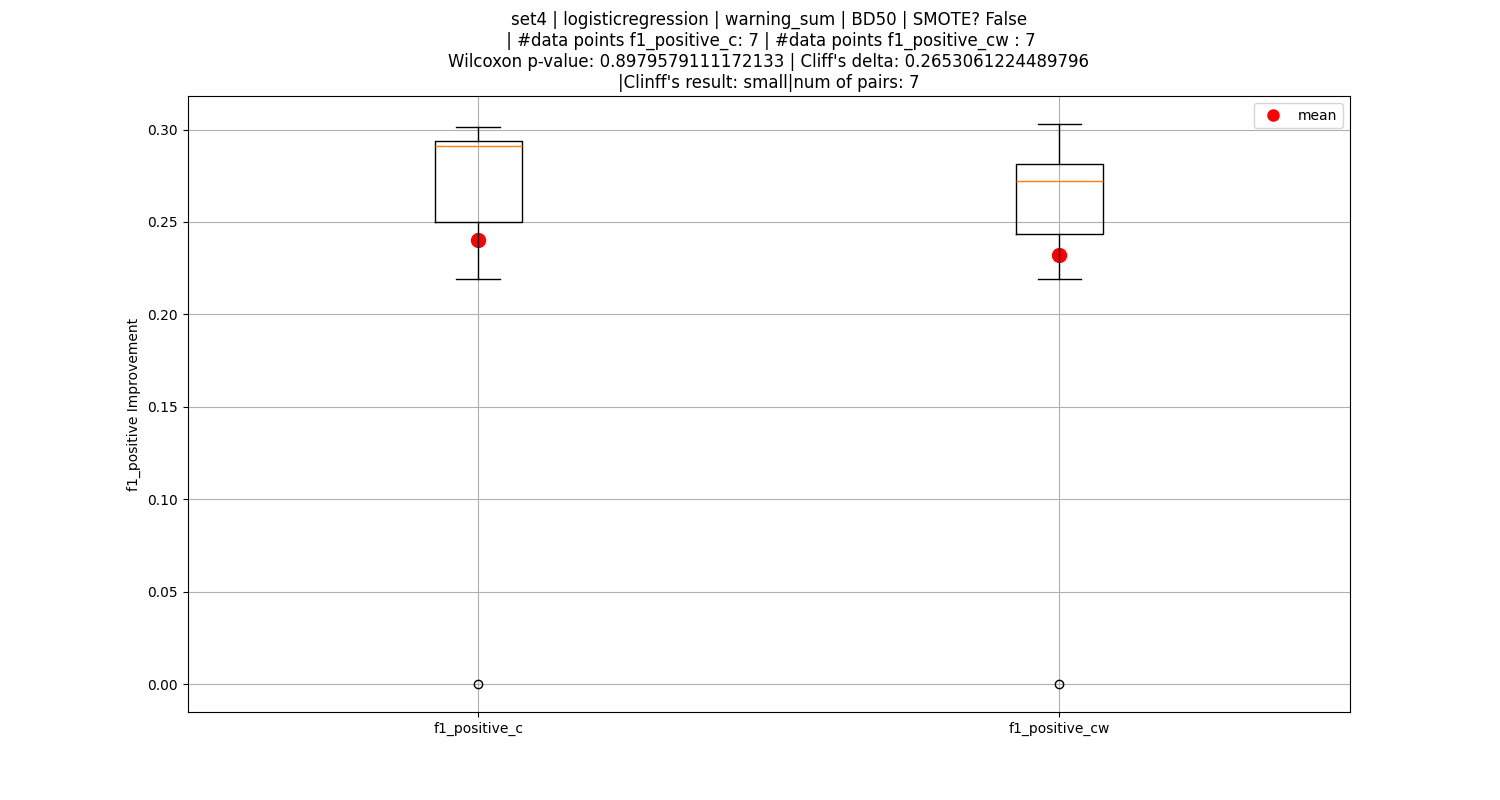 set4 | logisticregression | warning_sum | BD50 | SMOTE? False
| #data points f1_positive_c: 7 | #data points f1_positive_cw : 7
Wilcoxon p-value: 0.8979579111172133 | Cliff's delta: 0.2653061224489796
|Clinff's result: small|num of pairs: 7
mean
0.30
0.25
0.20
0.15
0.10
0.05
0.00
f1_positive Improvement
f1_positive_c
f1_positive_cw